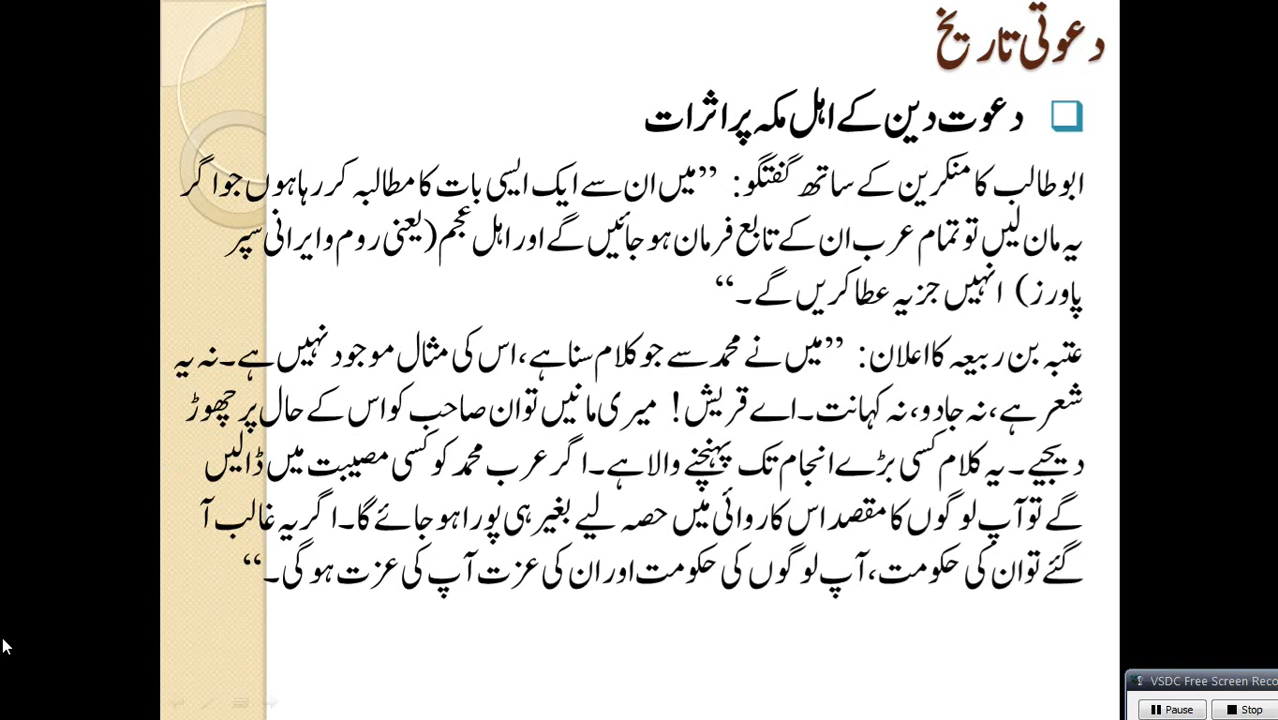 دعوتی تاریخ
دعوت دین کے اہل مکہ پر اثرات
ابوطالب کا منکرین کے ساتھ گفتگو: ”میں ان سے ایک ایسی بات کا مطالبہ کر رہا ہوں جو اگر
یہ مان لیں تو تمام عرب ان کے تابع فرمان ہو جائیں گے اور اہل عجم (یعنی روم و ایرانی سپر
پاورز) انہیں جزیہ عطا کریں گے۔“
عتبہ بن ربیعہ کا اعلان: ”میں نے محمد سے جو کلام سنا ہے، اس کی مثال موجود نہیں ہے۔ نہ یہ
شعر ہے، نہ جادو، نہ کہانت۔ اے قریش! میری مانیں تو ان صاحب کو اس کے حال پر چھوڑ
دیجیے۔ یہ کلام کسی بڑے انجام تک پہنچنے والا ہے۔ اگر عرب محمد کو کسی مصیبت میں ڈالیں
گے تو آپ لوگوں کا مقصد اس کاروائی میں حصہ لیے بغیر ہی پورا ہو جائے گا۔ اگر یہ غالب آ
گئے تو ان کی حکومت، آپ لوگوں کی حکومت اور ان کی عزت آپ کی عزت ہو گی۔“
VSDC Free Screen Reco
Pause Stop